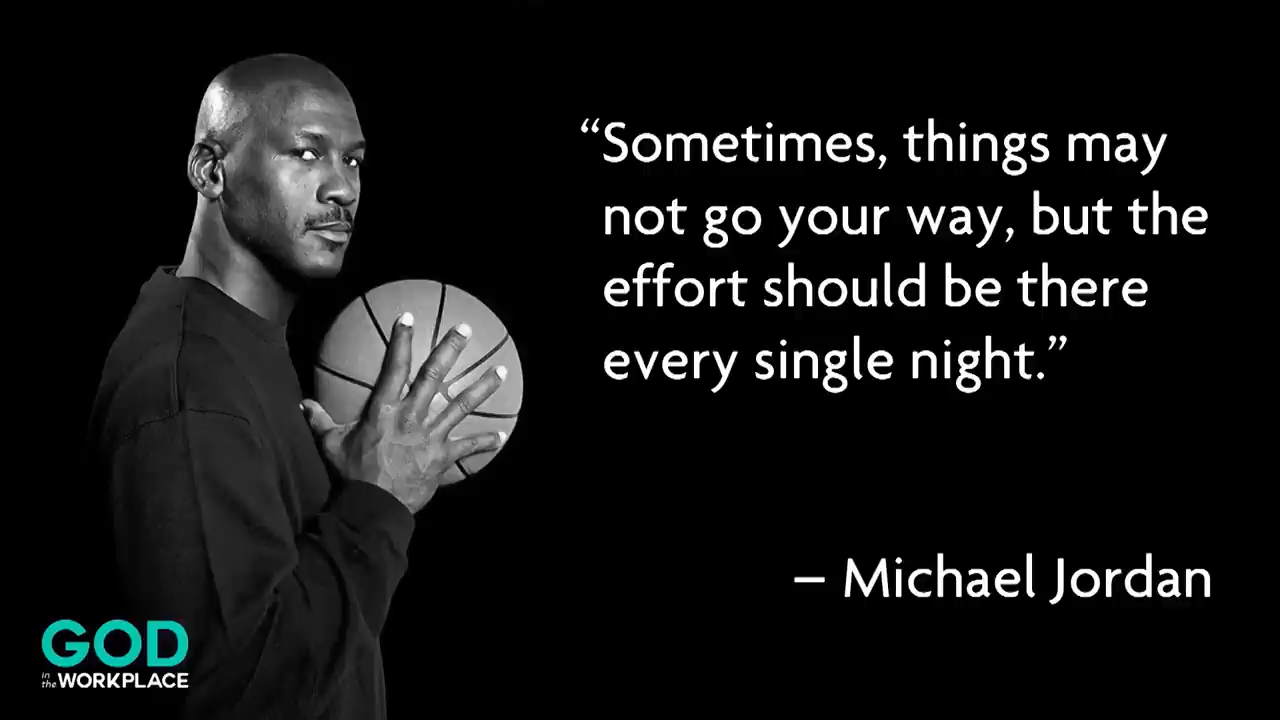 “Sometimes, things may
not go your way, but the
effort should be there
every single night.”
– Michael Jordan
GOD
in the WORKPLACE